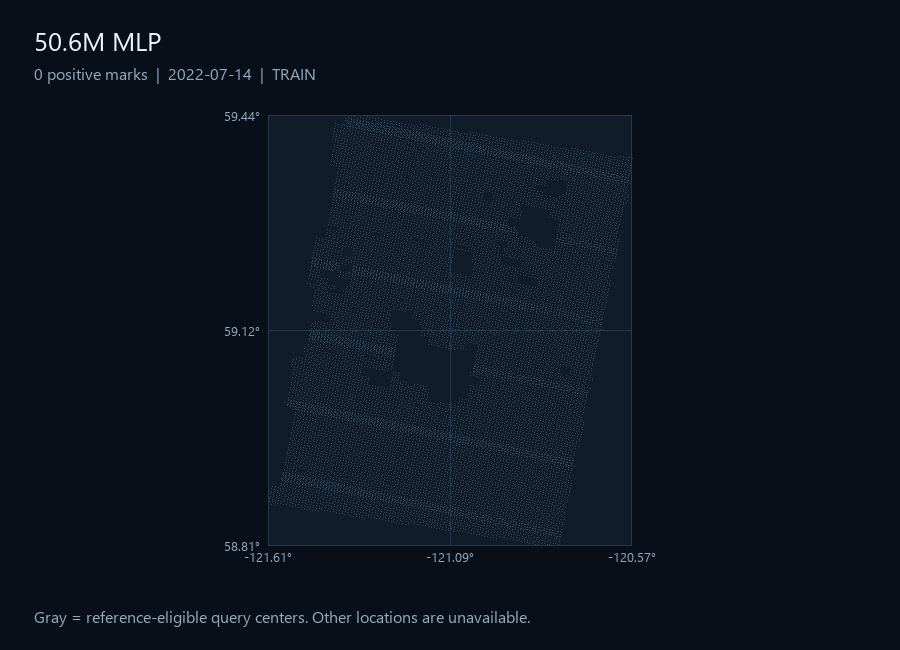 50.6M MLP
0 positive marks | 2022-07-14 | TRAIN
59.44°
59.12°
58.81°
-121.61° -121.09° -120.57°
Gray = reference-eligible query centers. Other locations are unavailable.